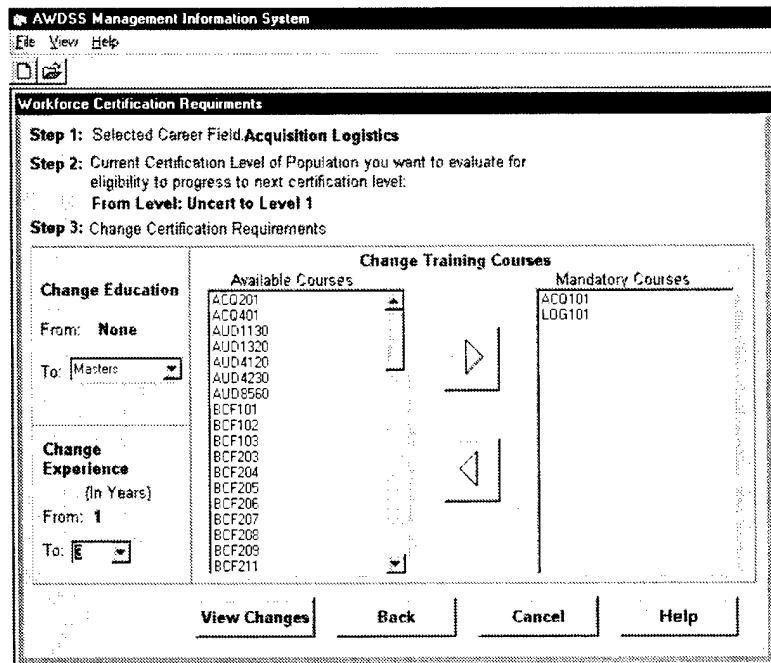 AWDSS Management Information System
File View Help
Workforce Certification Requirments
Step 1: Selected Career Field.Acquisition Logistics
Step 2: Current Certification Level of Population you want to evaluate for
eligibility to progress to next certification level:
From Level: Uncert to Level 1
Step 3: Change Certification Requirements
Change Education
From: None
To: Masters
Change
Experience
(In Years)
From: 1
To:
Change Training Courses
Available Courses
ACQ201
ACQ401
AUD1130
AUD1320
AUD4120
AUD4230
AUD8560
BCF101
BCF102
BCF103
BCF203
BCF204
BCF205
BCF206
BCF207
BCF208
BCF209
BCF211
Mandatory Courses
ACQ101
LOG101
View Changes Back Cancel Help